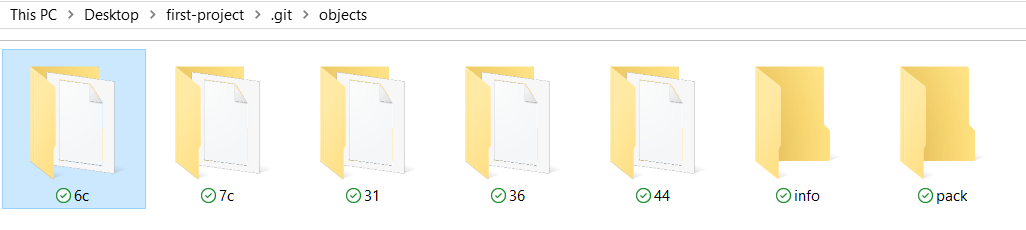 This PC > Desktop > first-project > .git > objects
6c 7c 31 36 44 info pack